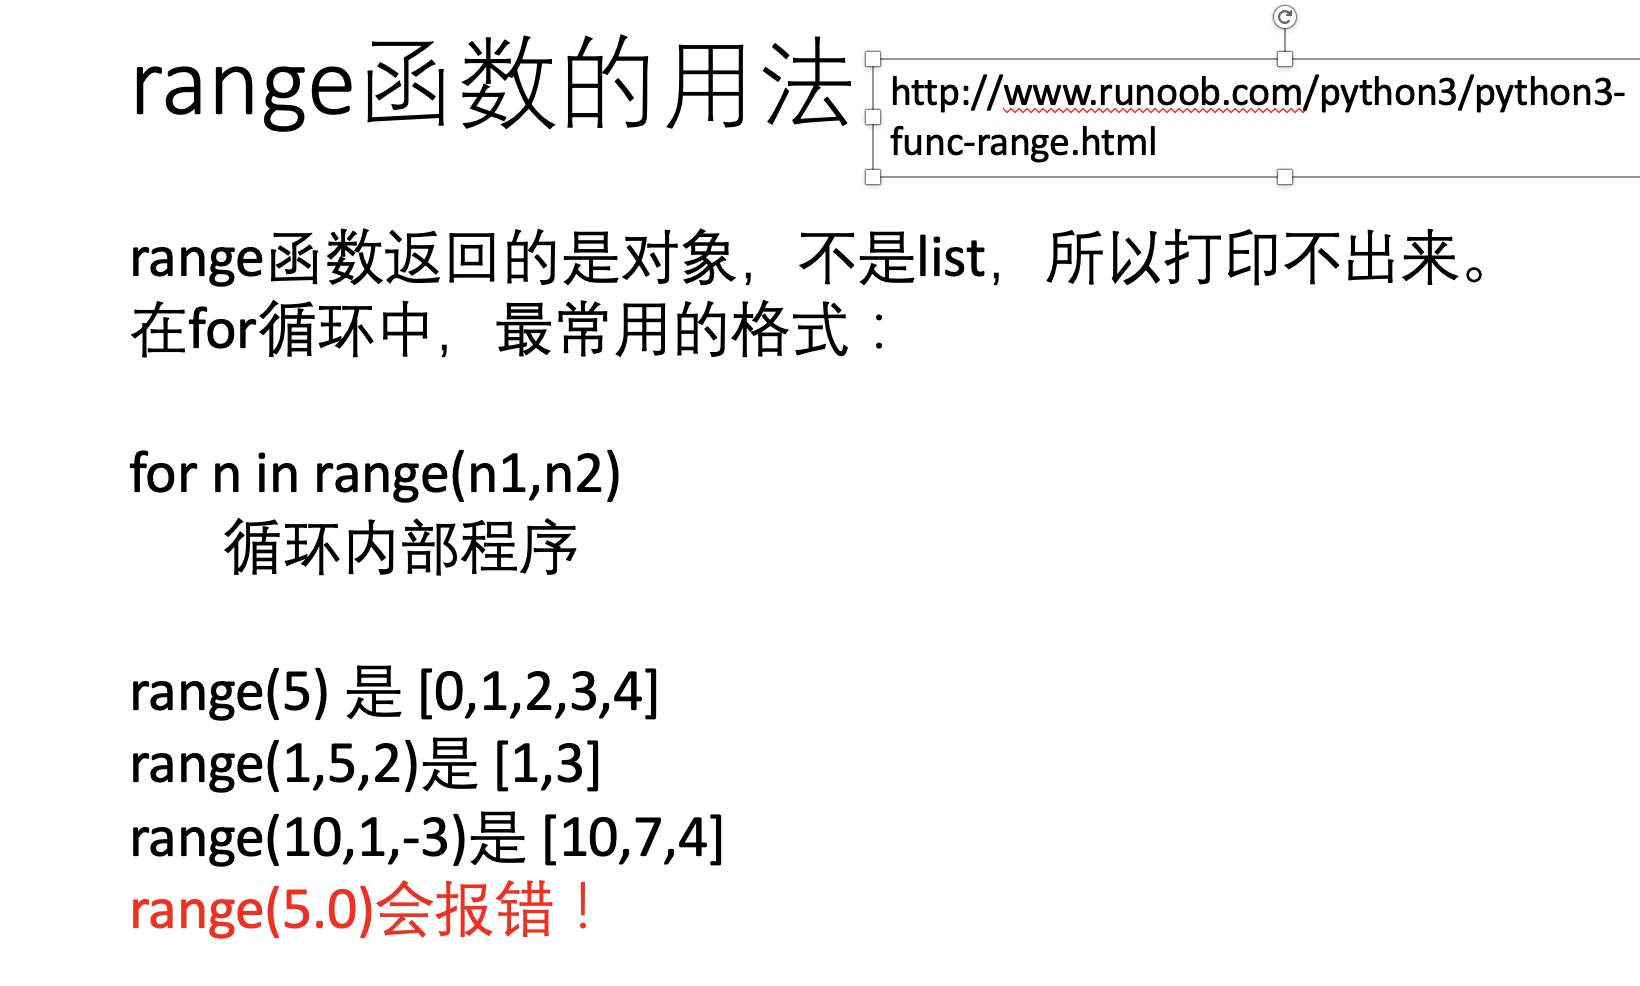 range函数的用法
http://www.runoob.com/python3/python3-
func-range.html
range函数返回的是对象，不是list，所以打印不出来。
在for循环中，最常用的格式：
for n in range(n1,n2)
循环内部程序
range(5) 是 [0,1,2,3,4]
range(1,5,2)是 [1,3]
range(10,1,-3)是 [10,7,4]
range(5.0)会报错！